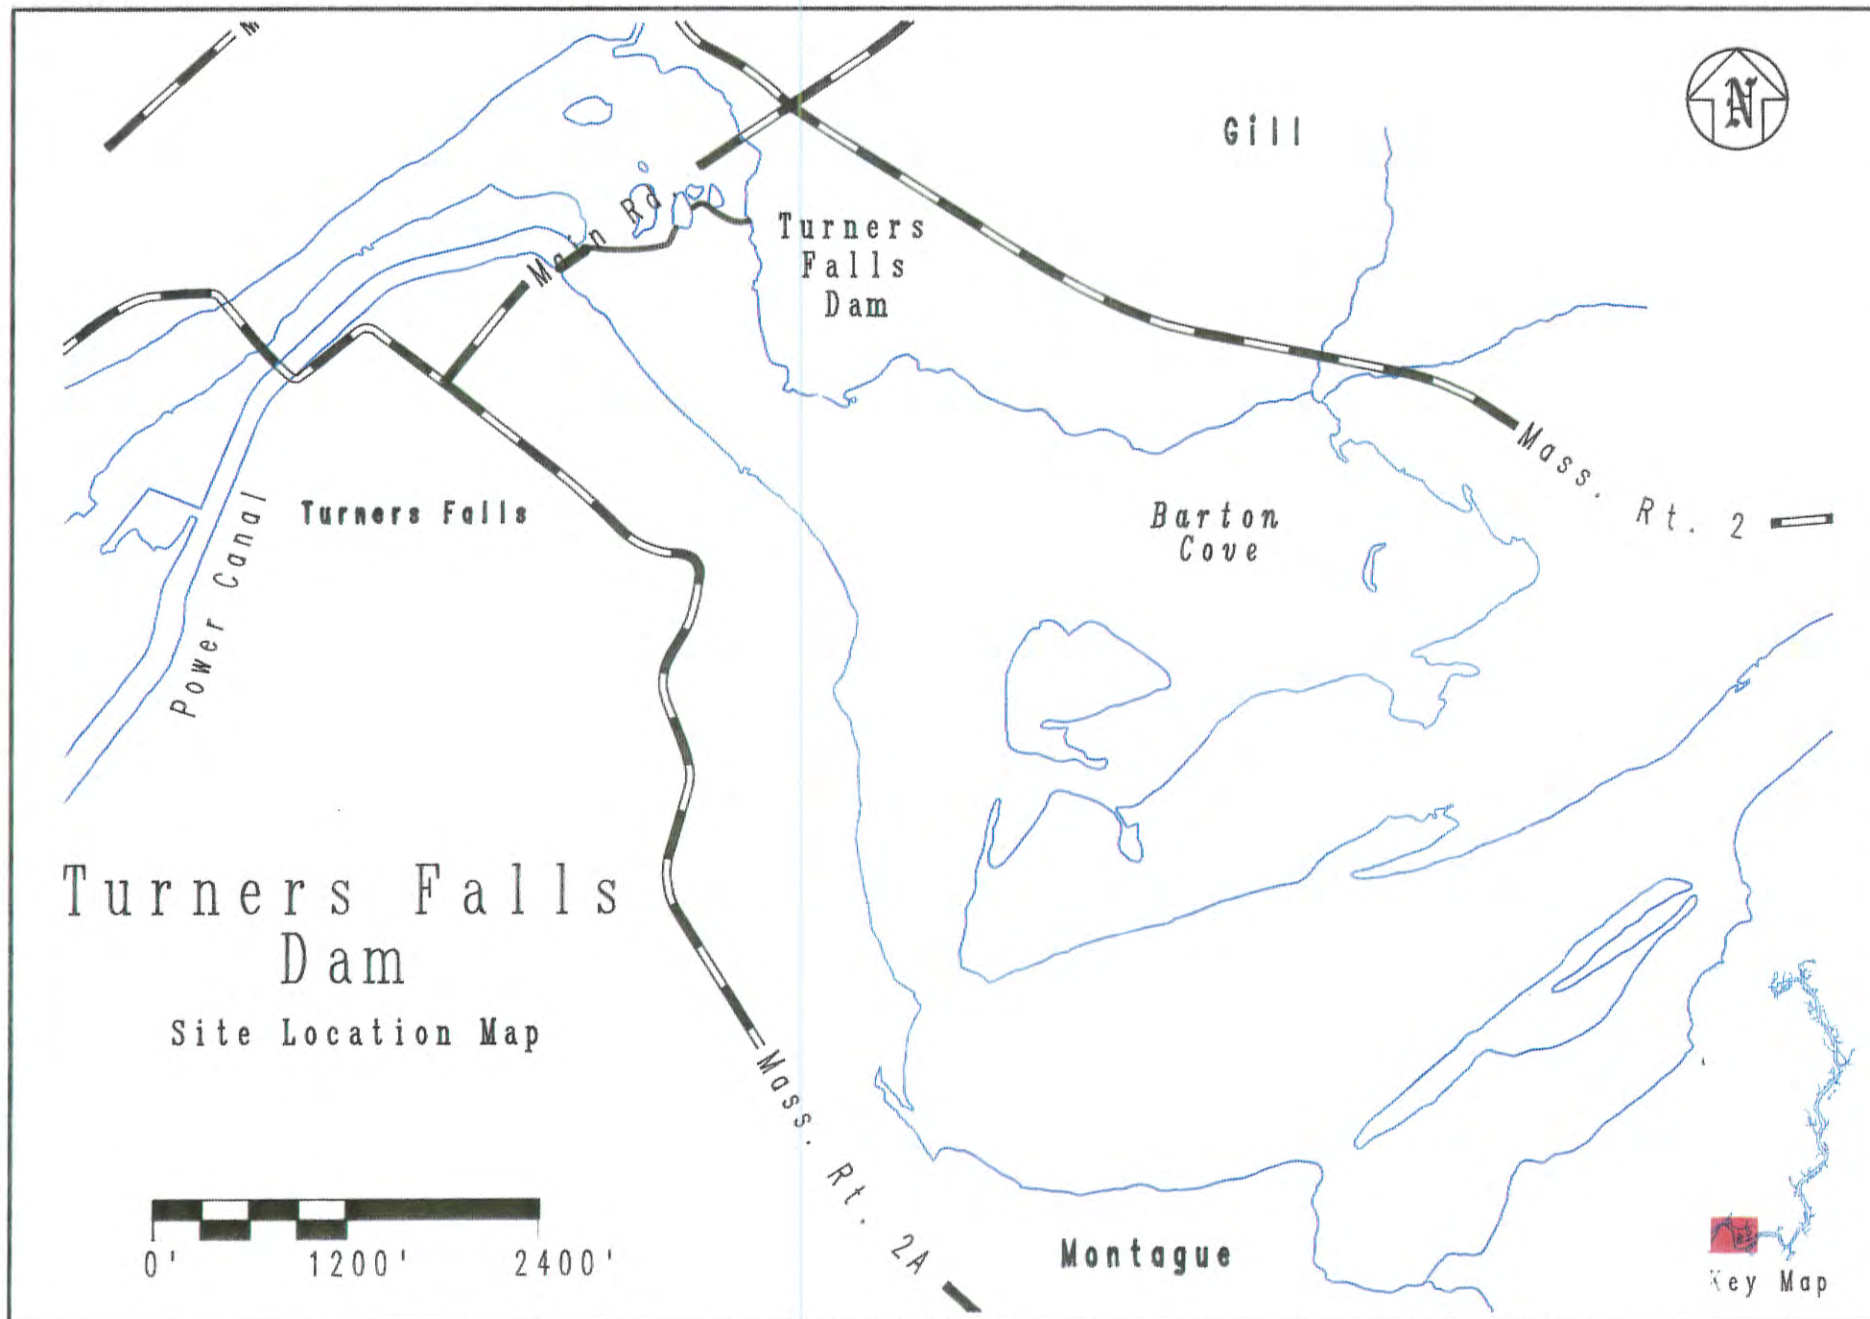 M
N
Gill
Main Rd.
Turners
Falls
Dam
Mass. Rt. 2
Turners Falls
Barton
Cove
Power Canal
Turners Falls
Dam
Site Location Map
Mass. Rt. 2A
0' 1200' 2400'
Montague
Key Map